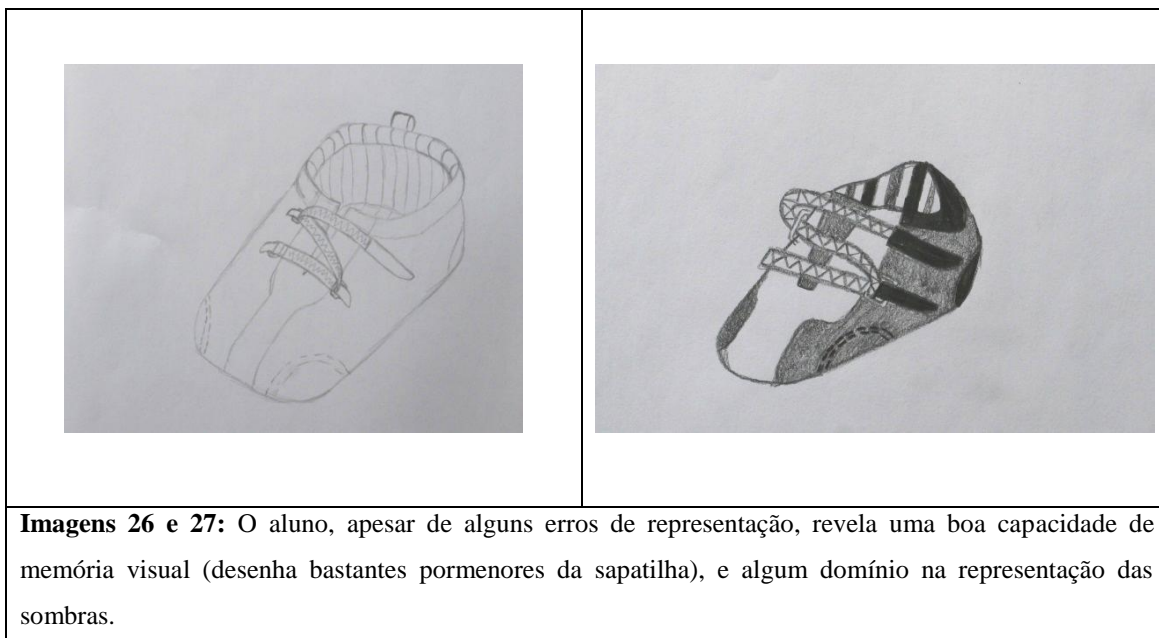 Imagens 26 e 27: O aluno, apesar de alguns erros de representação, revela uma boa capacidade de
memória visual (desenha bastantes pormenores da sapatilha), e algum domínio na representação das
sombras.